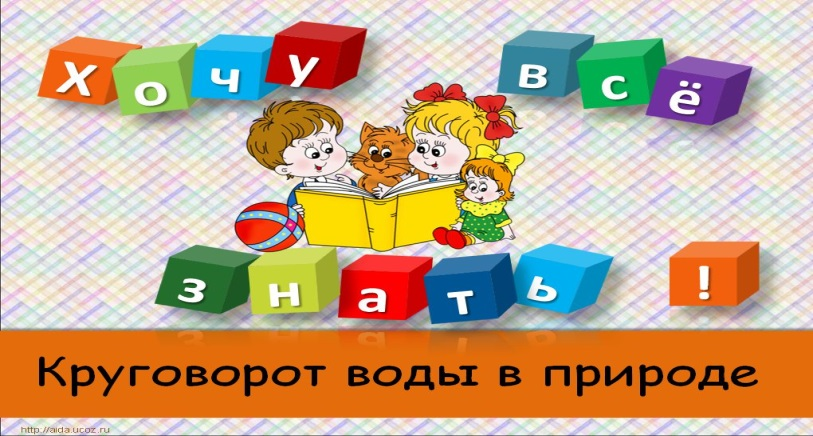 Хочу всё
знать !
Круговорот воды в природе
http://aida.ucoz.ru